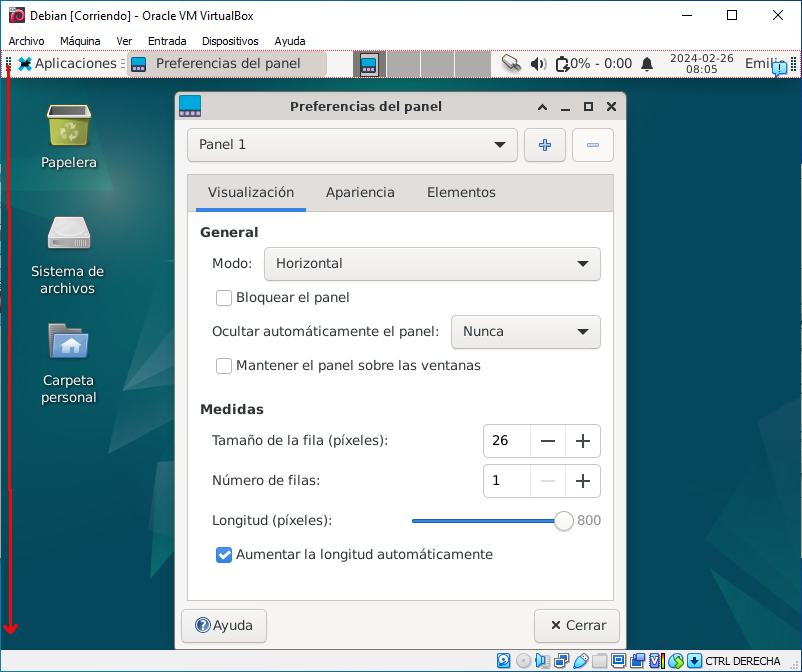 Debian [Corriendo] - Oracle VM VirtualBox
Archivo Máquina Ver Entrada Dispositivos Ayuda
Aplicaciones Preferencias del panel 0% - 0:00 2024-02-26 08:05
Papelera
Sistema de
archivos
Carpeta
personal
Preferencias del panel
Panel 1
Visualización Apariencia Elementos
General
Modo: Horizontal
Bloquear el panel
Ocultar automáticamente el panel: Nunca
Mantener el panel sobre las ventanas
Medidas
Tamaño de la fila (píxeles): 26
Número de filas: 1
Longitud (píxeles): 800
Aumentar la longitud automáticamente
Ayuda Cerrar
CTRL DERECHA